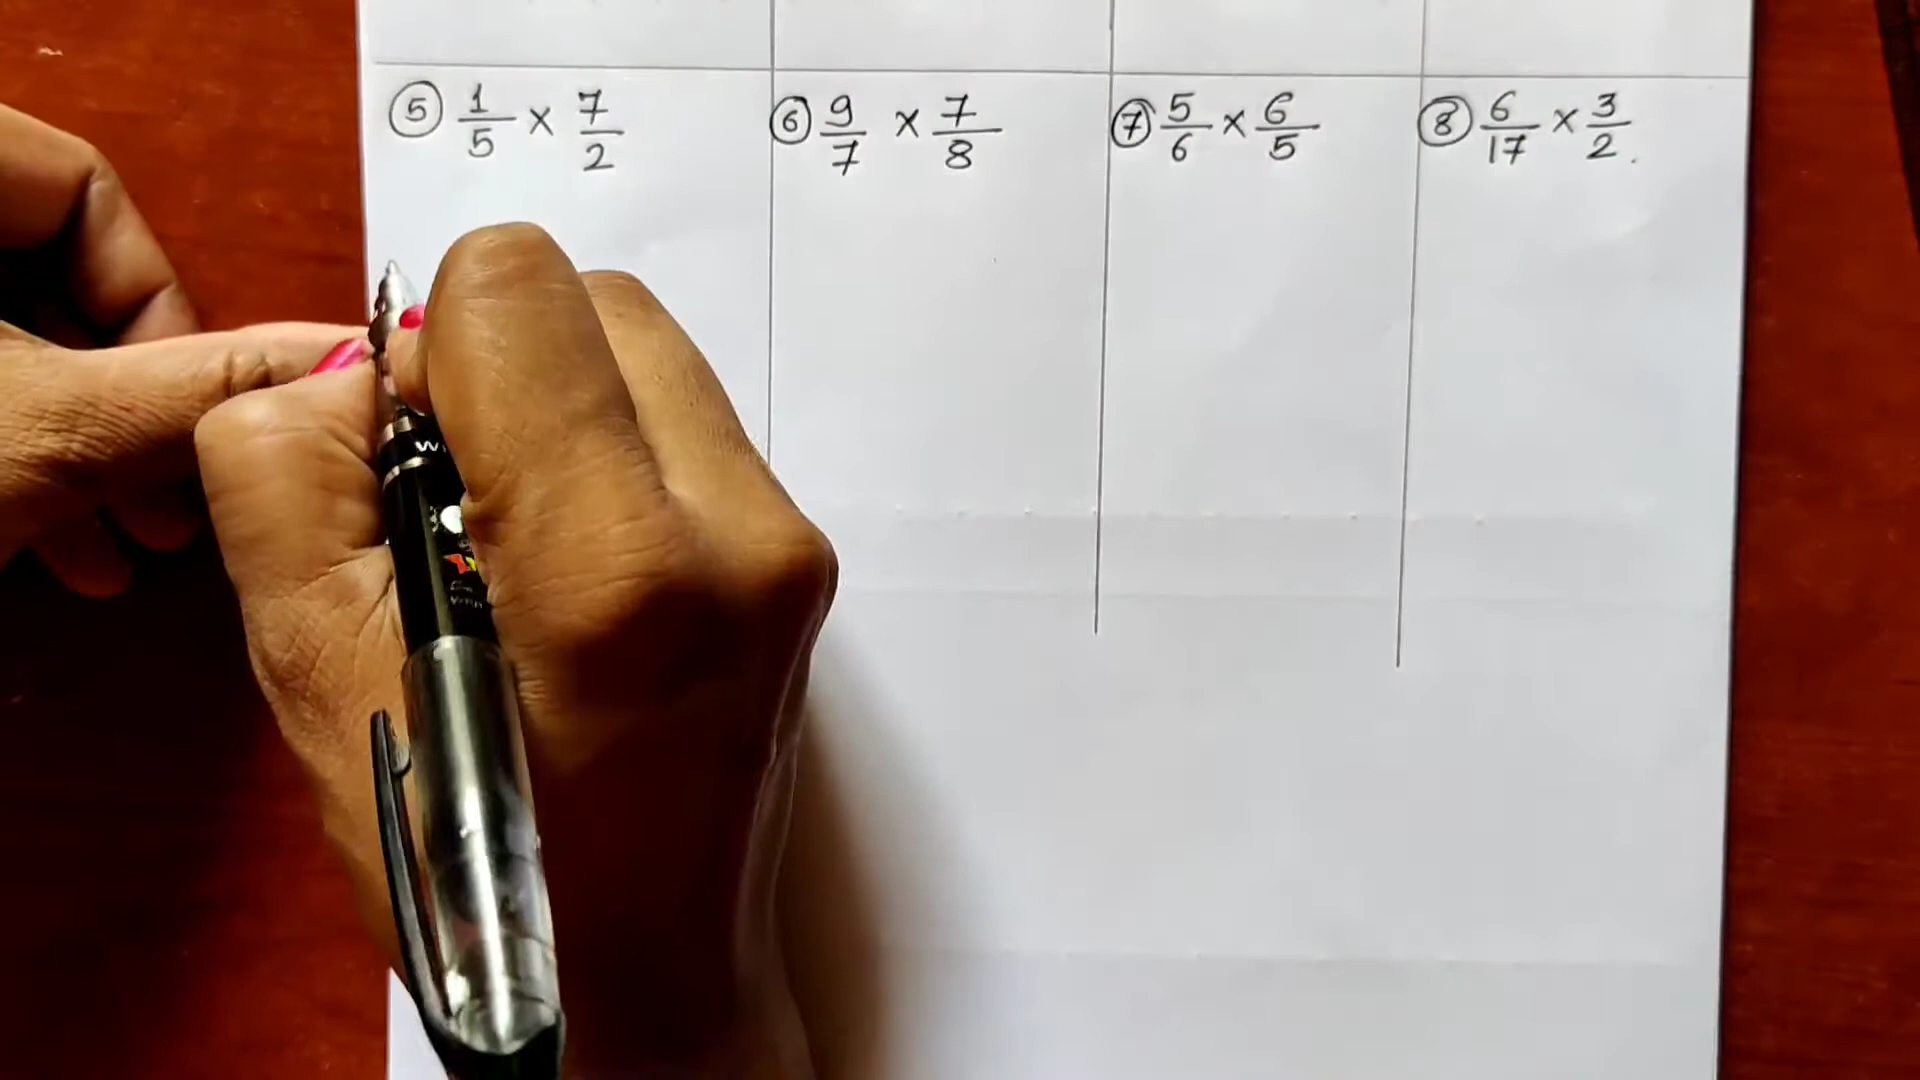 ⑤ 1/5 × 7/2
⑥ 9/7 × 7/8
⑦ 5/6 × 6/5
⑧ 6/17 × 3/2.